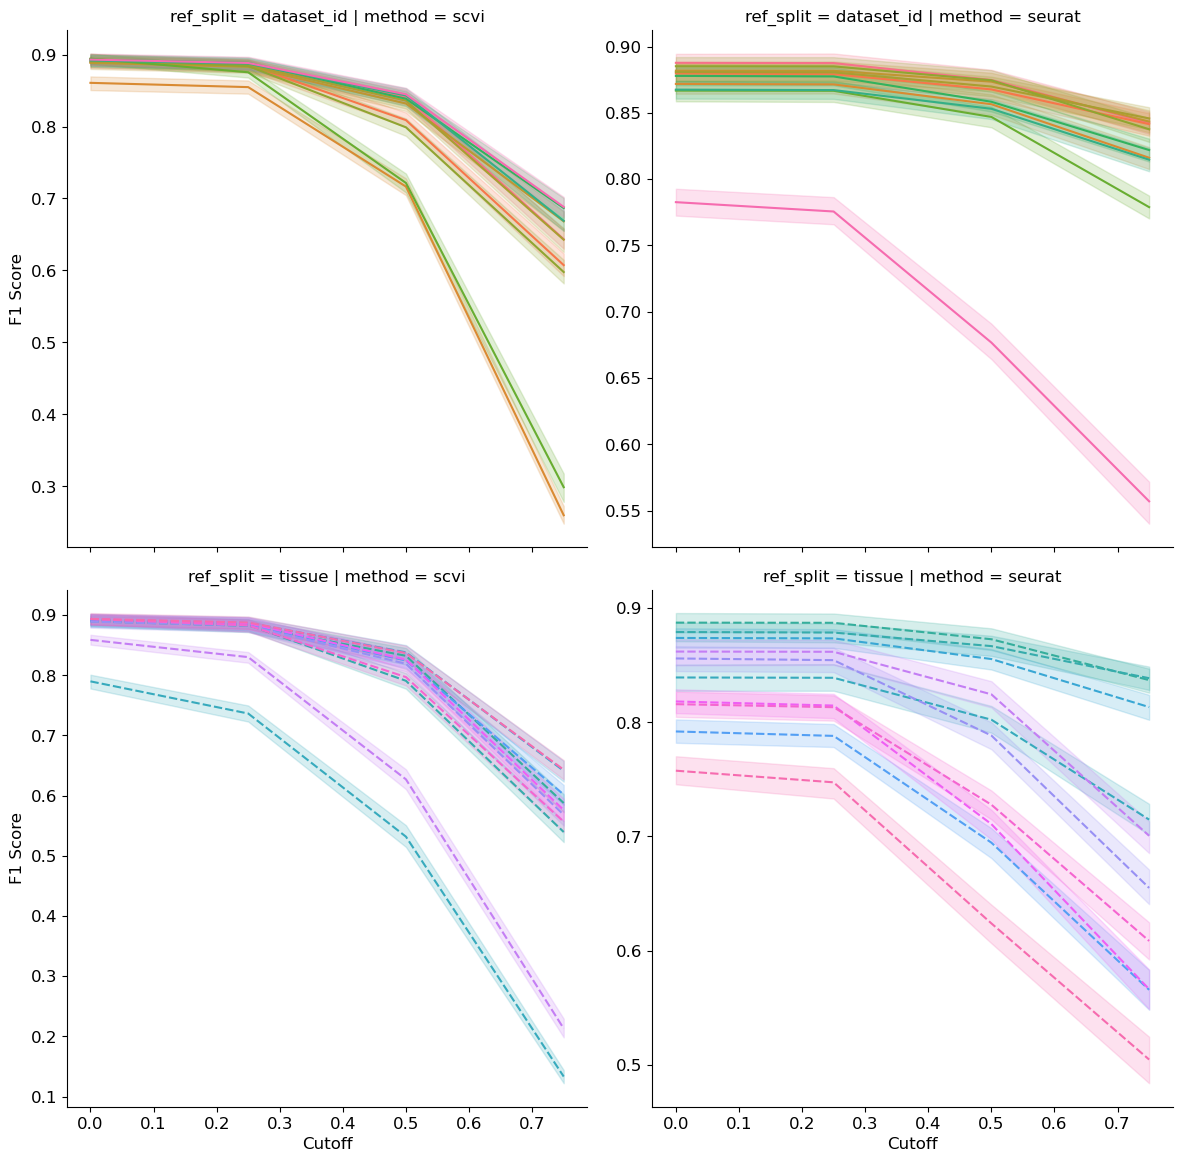 ref_split = dataset_id | method = scvi
ref_split = dataset_id | method = seurat
0.9
0.8
0.7
0.6
0.5
0.4
0.3
F1 Score
0.90
0.85
0.80
0.75
0.70
0.65
0.60
0.55
ref_split = tissue | method = scvi
ref_split = tissue | method = seurat
0.9
0.8
0.7
0.6
0.5
0.4
0.3
0.2
0.1
F1 Score
0.9
0.8
0.7
0.6
0.5
0.0 0.1 0.2 0.3 0.4 0.5 0.6 0.7
Cutoff
0.0 0.1 0.2 0.3 0.4 0.5 0.6 0.7
Cutoff